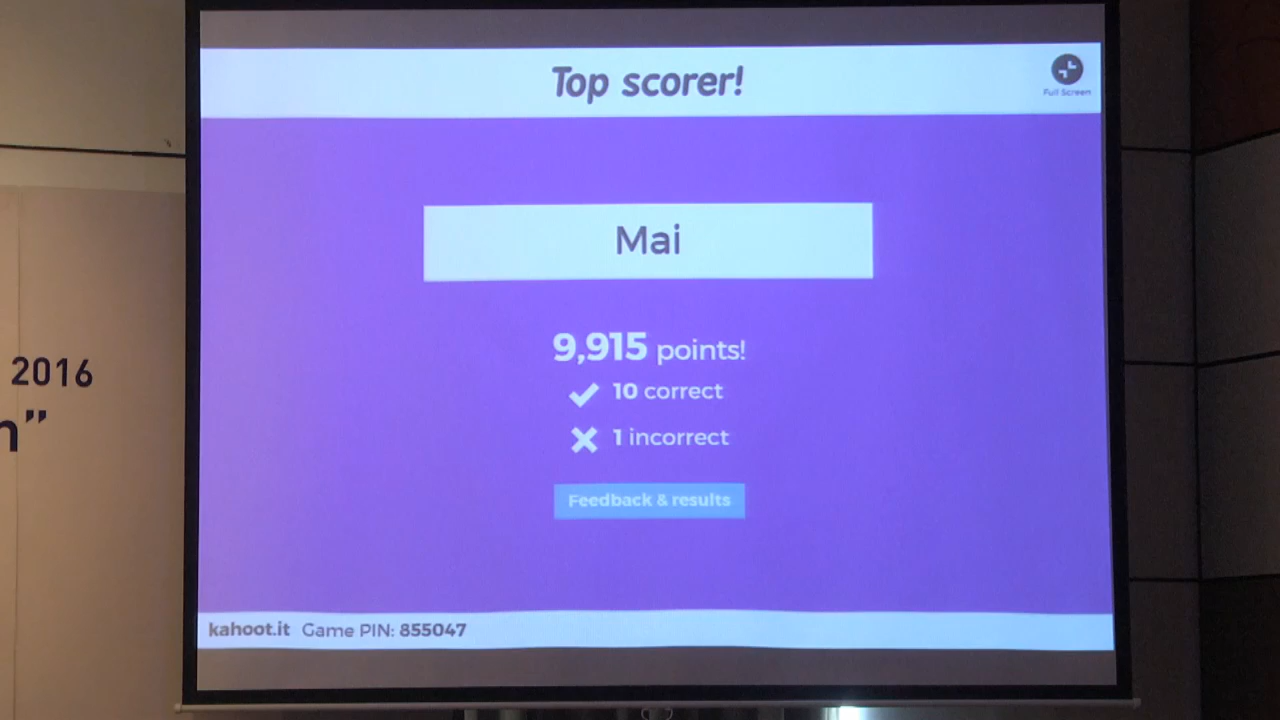 Top scorer!
Full Screen
Mai
9,915 points!
10 correct
1 incorrect
Feedback & results
kahoot.it Game PIN: 855047
2016
n”